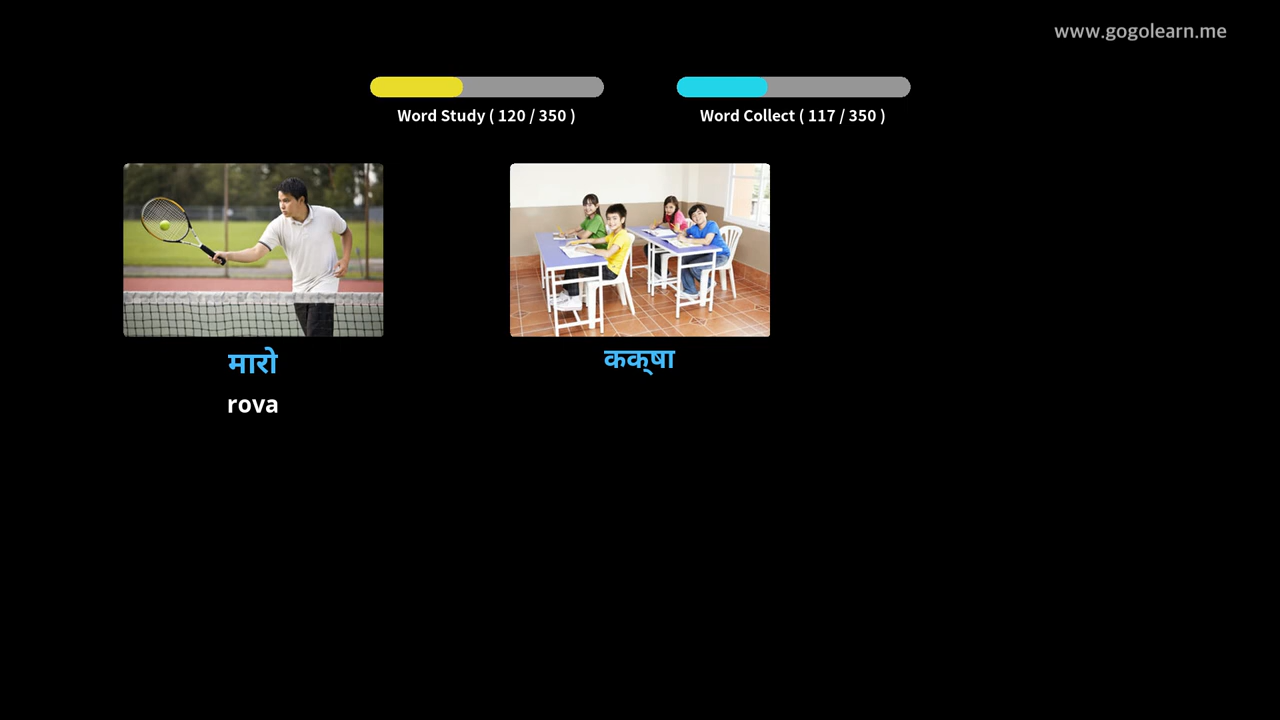 www.gogolearn.me
Word Study ( 120 / 350 )
Word Collect ( 117 / 350 )
मारो
कक्षा
rova